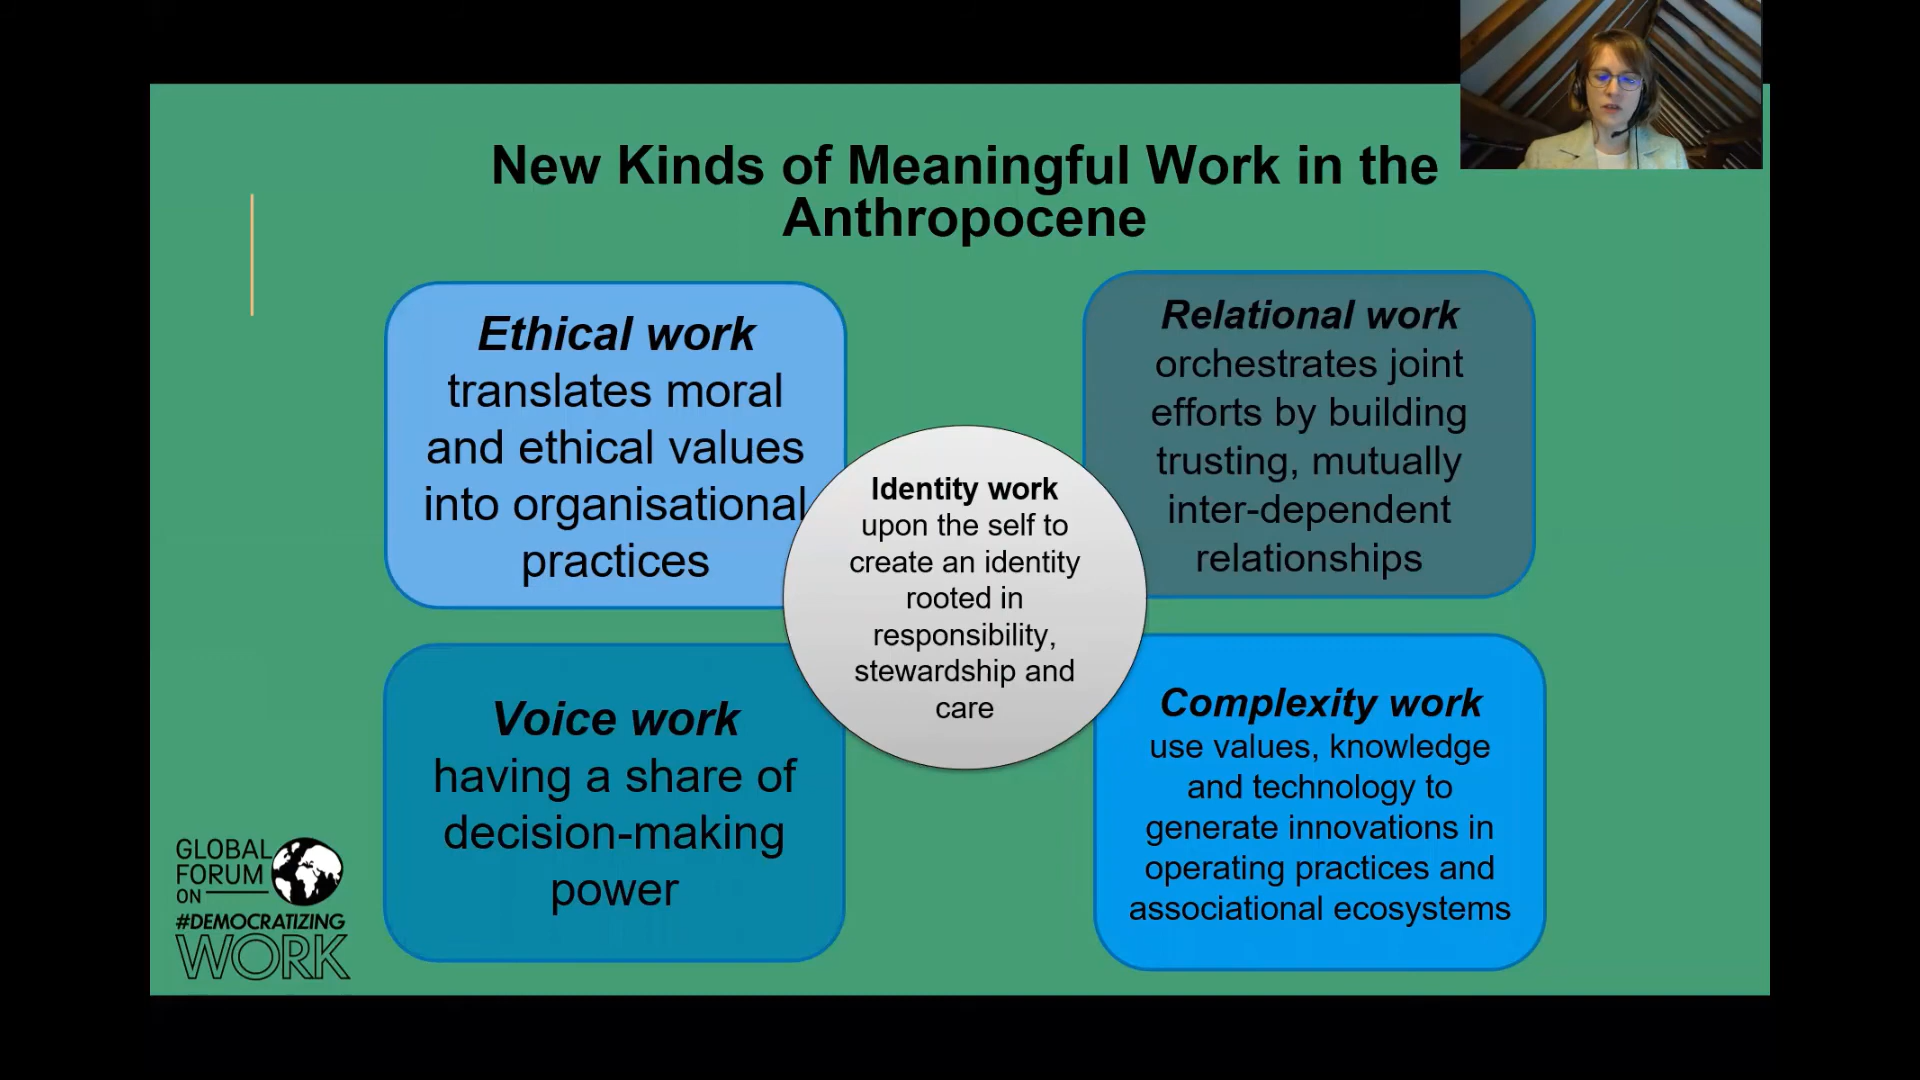 New Kinds of Meaningful Work in the
Anthropocene
Ethical work
translates moral
and ethical values
into organisational
practices
Relational work
orchestrates joint
efforts by building
trusting, mutually
inter-dependent
relationships
Identity work
upon the self to
create an identity
rooted in
responsibility,
stewardship and
care
Voice work
having a share of
decision-making
power
Complexity work
use values, knowledge
and technology to
generate innovations in
operating practices and
associational ecosystems
GLOBAL
FORUM
ON
#DEMOCRATIZING
WORK